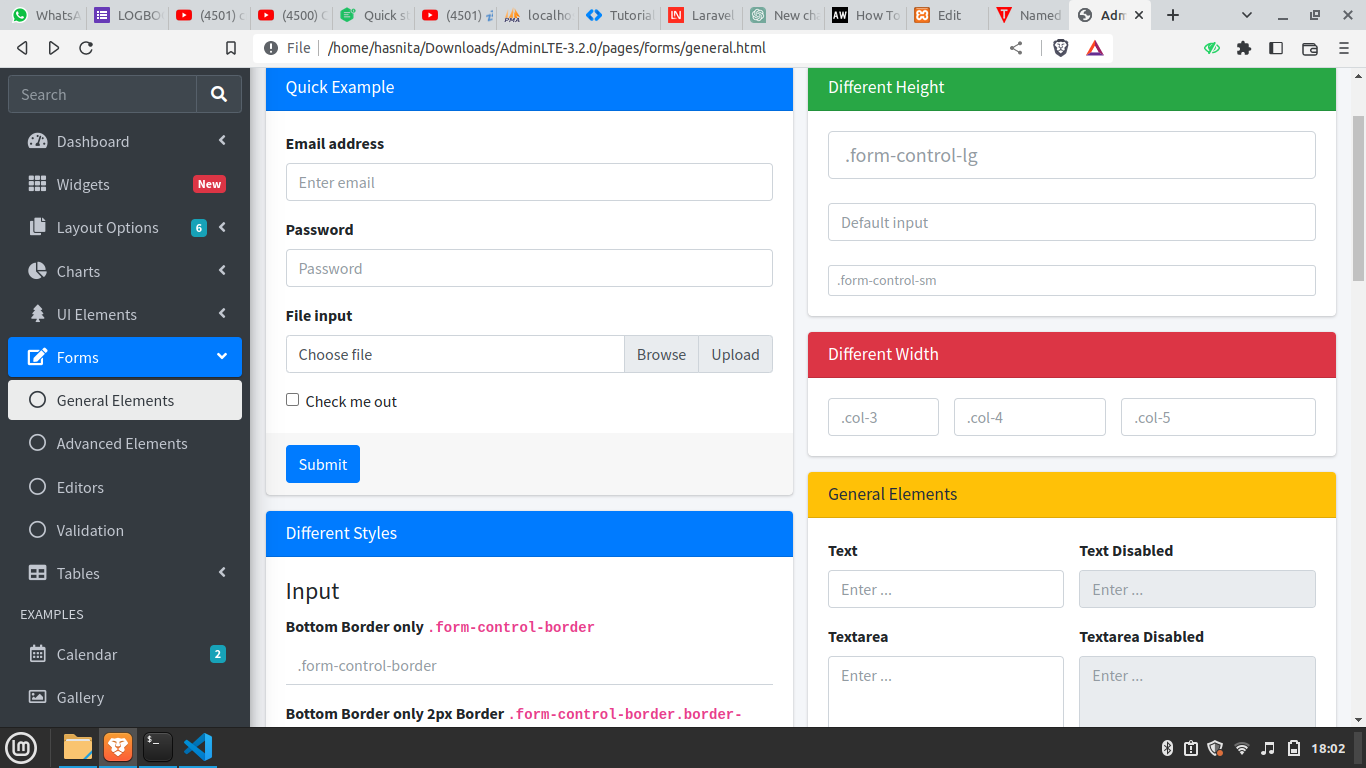 WhatsA
LOGBO
(4501) c
(4500) C
Quick st
(4501)
localho
Tutorial
Laravel
New cha
How To
Edit
Named
Adm
File
/home/hasnita/Downloads/AdminLTE-3.2.0/pages/forms/general.html
Search
Dashboard
Widgets New
Layout Options 6
Charts
UI Elements
Forms
General Elements
Advanced Elements
Editors
Validation
Tables
EXAMPLES
Calendar 2
Gallery
Quick Example
Email address
Enter email
Password
Password
File input
Choose file Browse Upload
Check me out
Submit
Different Styles
Input
Bottom Border only .form-control-border
.form-control-border
Bottom Border only 2px Border .form-control-border.border-
Different Height
.form-control-lg
Default input
.form-control-sm
Different Width
.col-3 .col-4 .col-5
General Elements
Text Text Disabled
Enter ... Enter ...
Textarea Textarea Disabled
Enter ... Enter ...
18:02